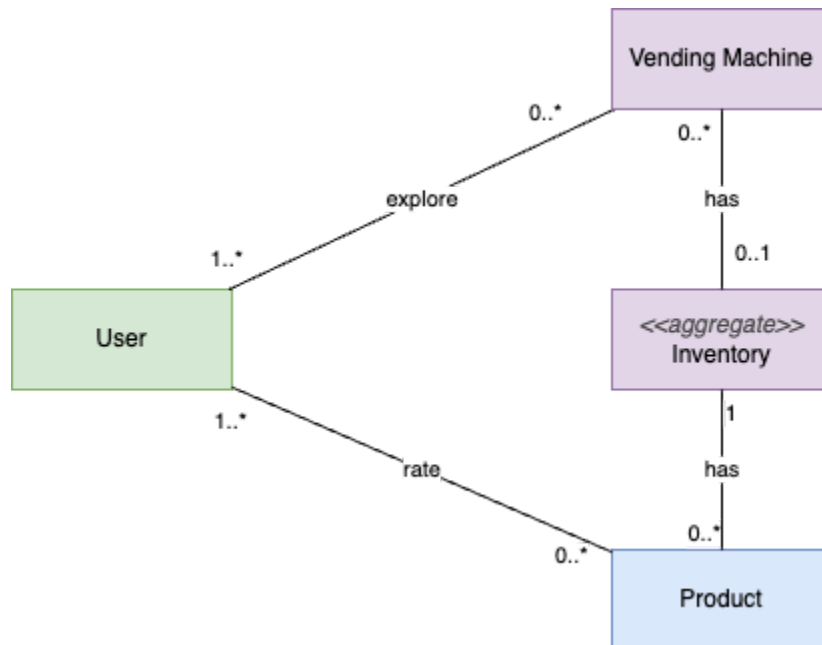 Vending Machine
0..*
0..*
explore
has
1..*
0..1
User
<<aggregate>>
Inventory
1..*
1
rate
has
0..*
0..*
Product